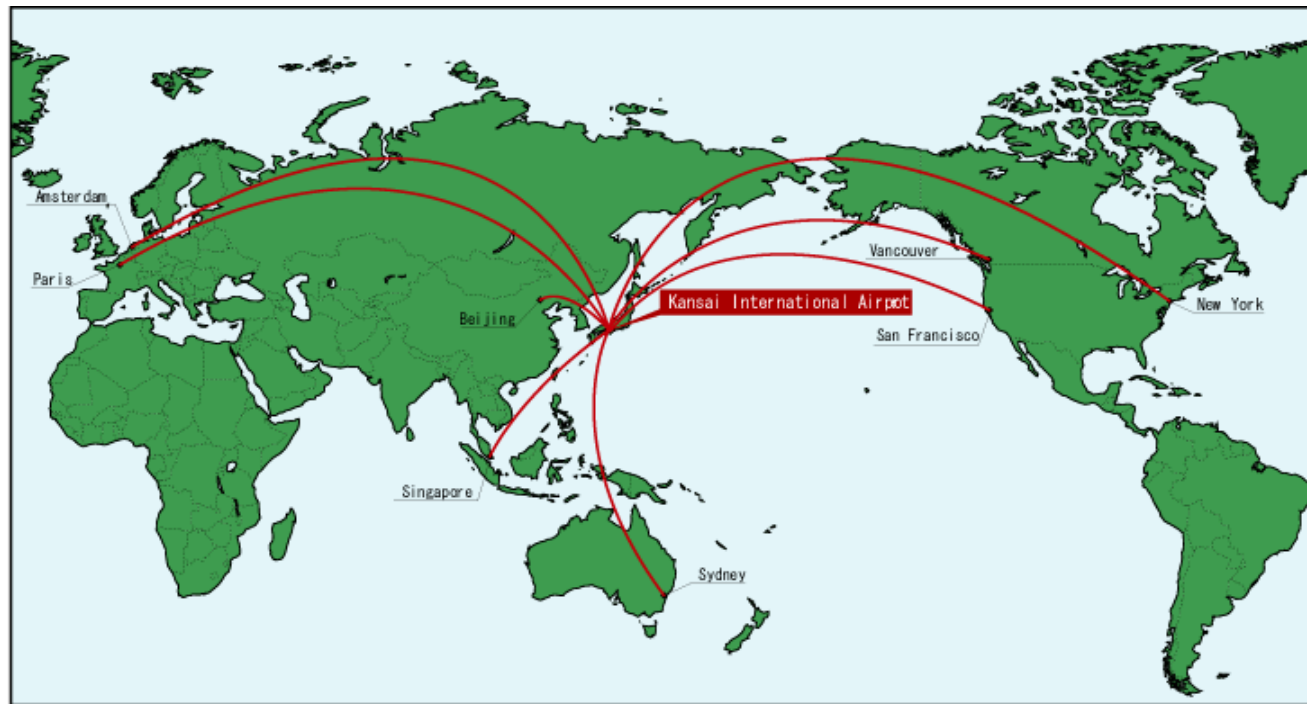 Amsterdam
Paris
Beijing
Kansai International Airport
Vancouver
New York
San Francisco
Singapore
Sydney